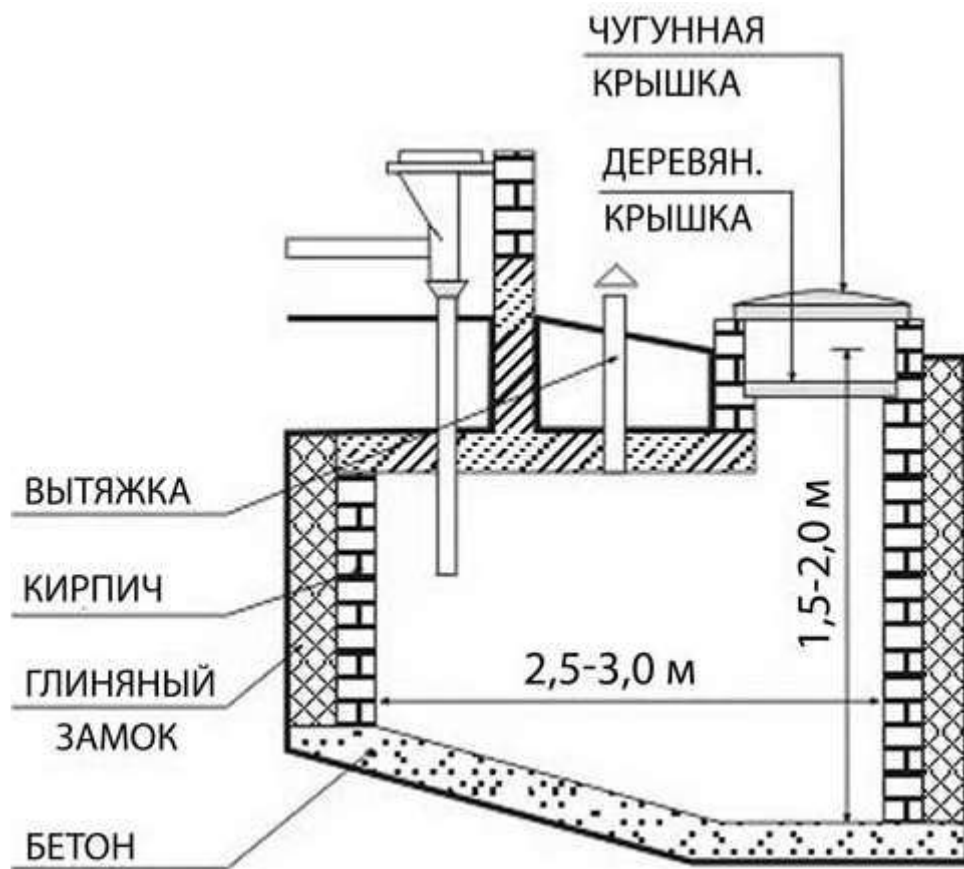 ЧУГУННАЯ
КРЫШКА
ДЕРЕВЯН.
КРЫШКА
ВЫТЯЖКА
КИРПИЧ
ГЛИНЯНЫЙ
ЗАМОК
БЕТОН
2,5-3,0 м
1,5-2,0 м